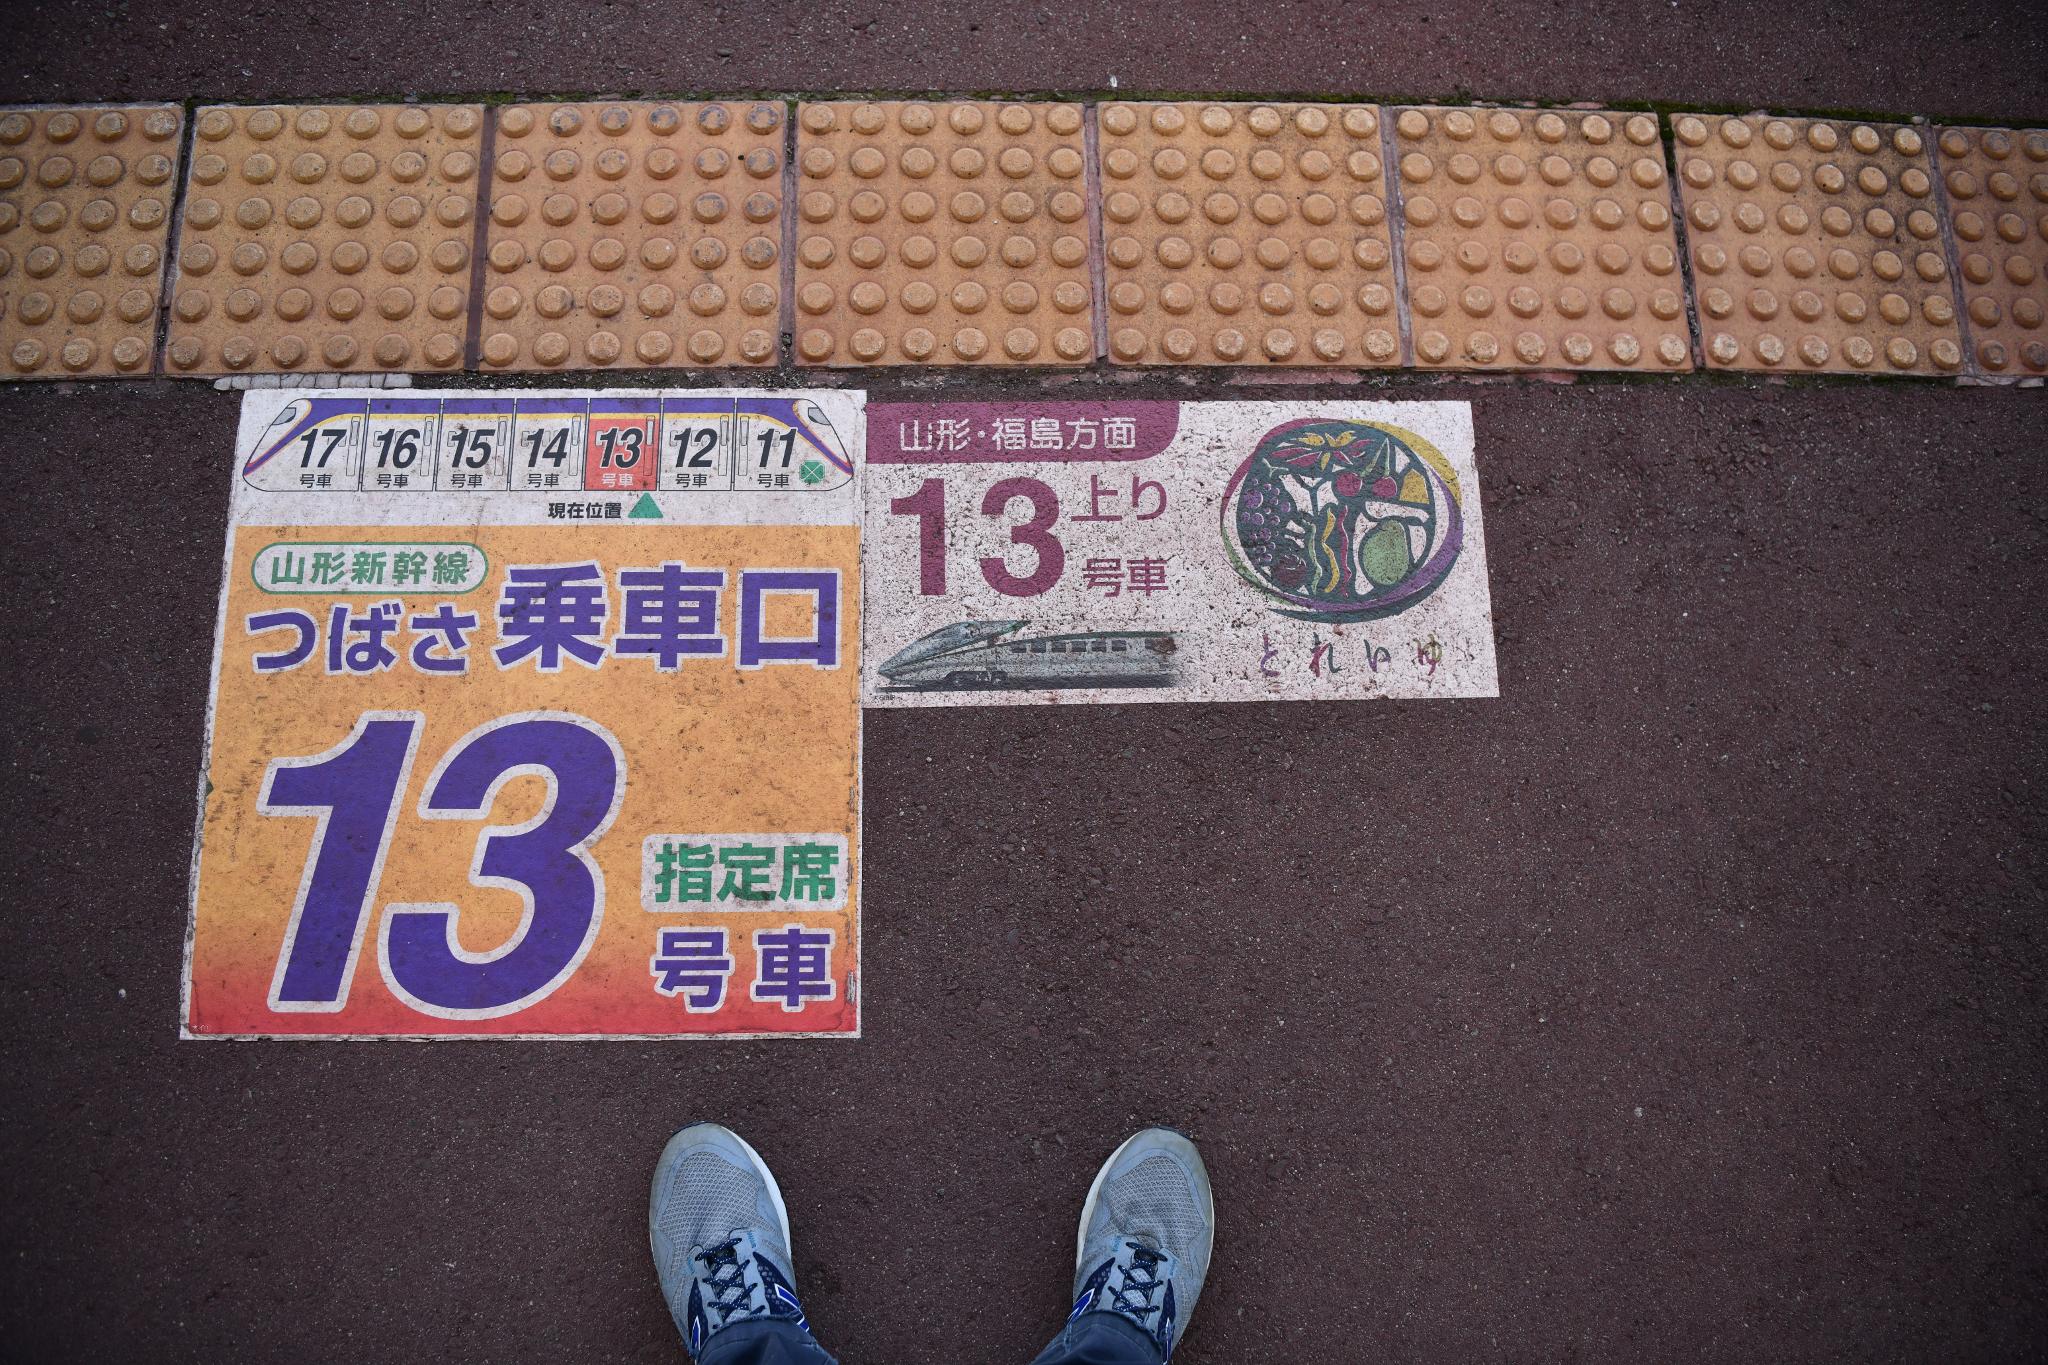 17 16 15 14 13 12 11
号車 号車 号車 号車 号車 号車 号車
現在位置
山形新幹線
つばさ 乗車口
13
指定席
号車
山形・福島方面
13 上り
号車
とれいゆ